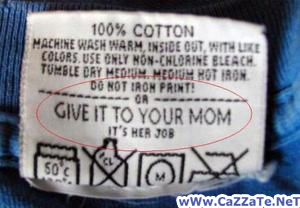 100% COTTON
MACHINE WASH WARM, INSIDE OUT, WITH LIKE
COLORS. USE ONLY NON-CHLORINE BLEACH.
TUMBLE DRY MEDIUM. MEDIUM HOT IRON.
DO NOT IRON PRINT!
OR
GIVE IT TO YOUR MOM
IT'S HER JOB
50°C
CL
M
www.CaZZaTe.NeT